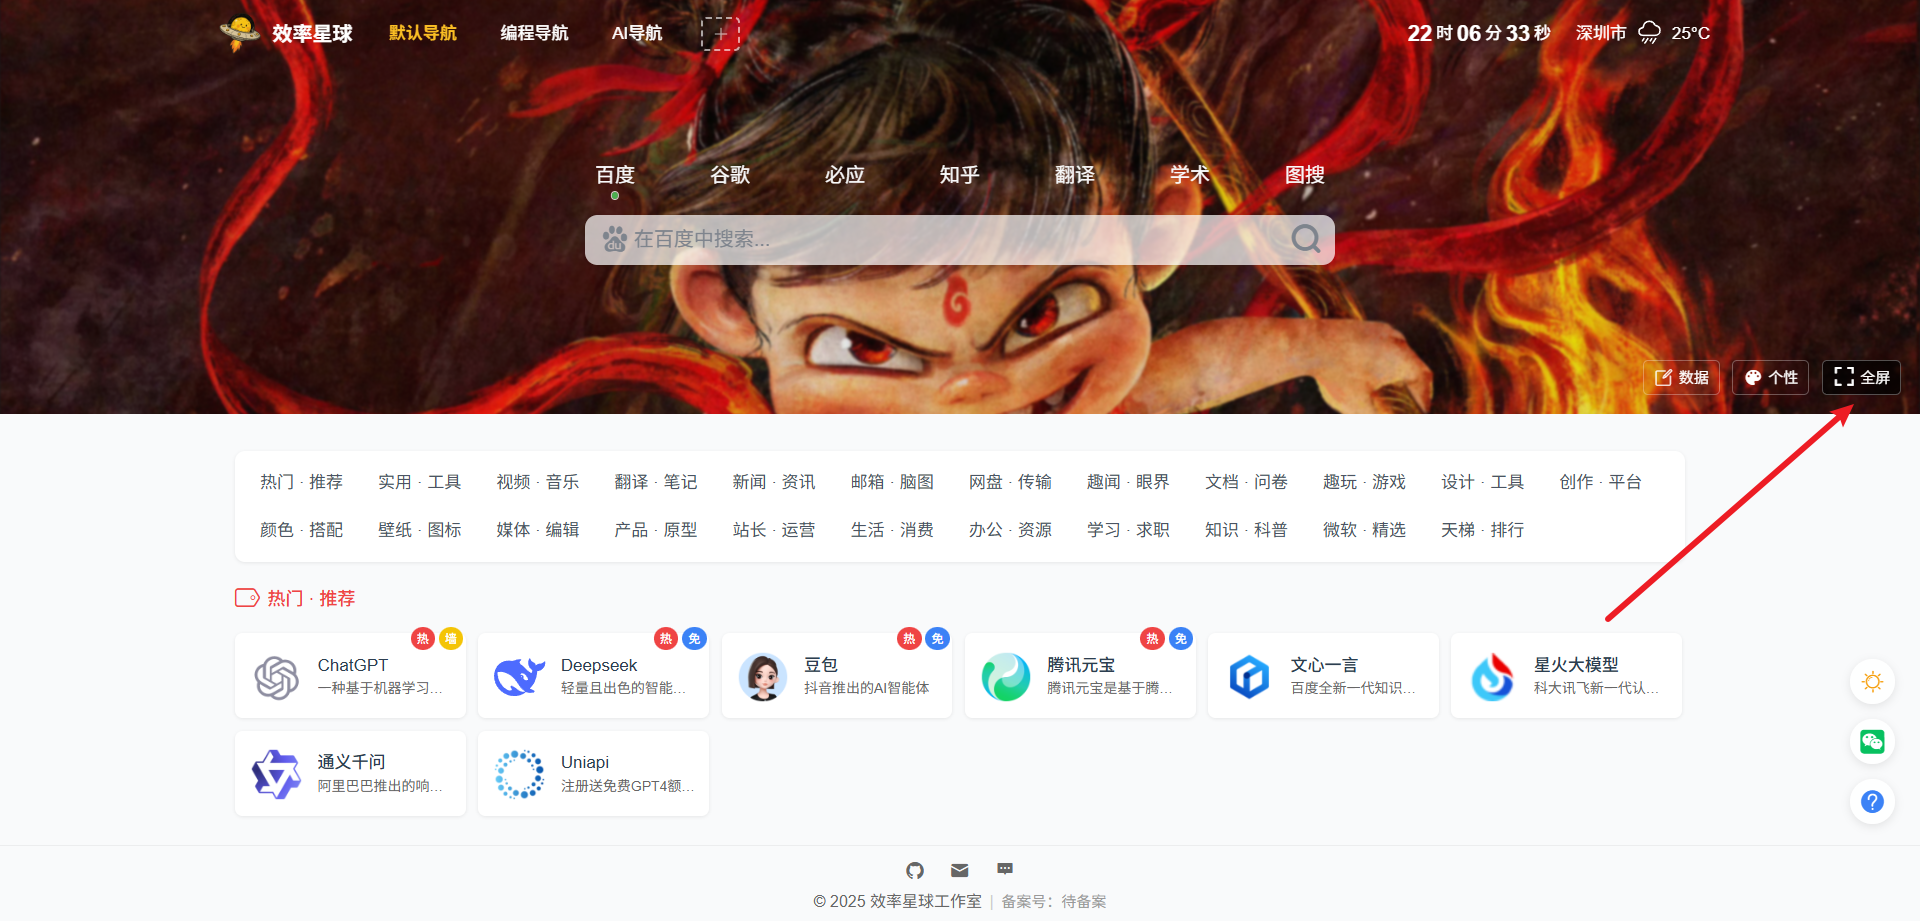 效率星球 默认导航 编程导航 AI导航 22时06分33秒 深圳市 25°C
百度 谷歌 必应 知乎 翻译 学术 图搜
du 在百度中搜索...
数据 个性 全屏
热门 · 推荐 实用 · 工具 视频 · 音乐 翻译 · 笔记 新闻 · 资讯 邮箱 · 脑图 网盘 · 传输 趣闻 · 眼界 文档 · 问卷 趣玩 · 游戏 设计 · 工具 创作 · 平台
颜色 · 搭配 壁纸 · 图标 媒体 · 编辑 产品 · 原型 站长 · 运营 生活 · 消费 办公 · 资源 学习 · 求职 知识 · 科普 微软 · 精选 天梯 · 排行
热门 · 推荐
热 墙 热 免 热 免 热 免
ChatGPT Deepseek 豆包 腾讯元宝 文心一言 星火大模型
一种基于机器学习... 轻量且出色的智能... 抖音推出的AI智能体 腾讯元宝是基于腾... 百度全新一代知识... 科大讯飞新一代认...
通义千问 Uniapi
阿里巴巴推出的响... 注册送免费GPT4额...
© 2025 效率星球工作室 | 备案号：待备案